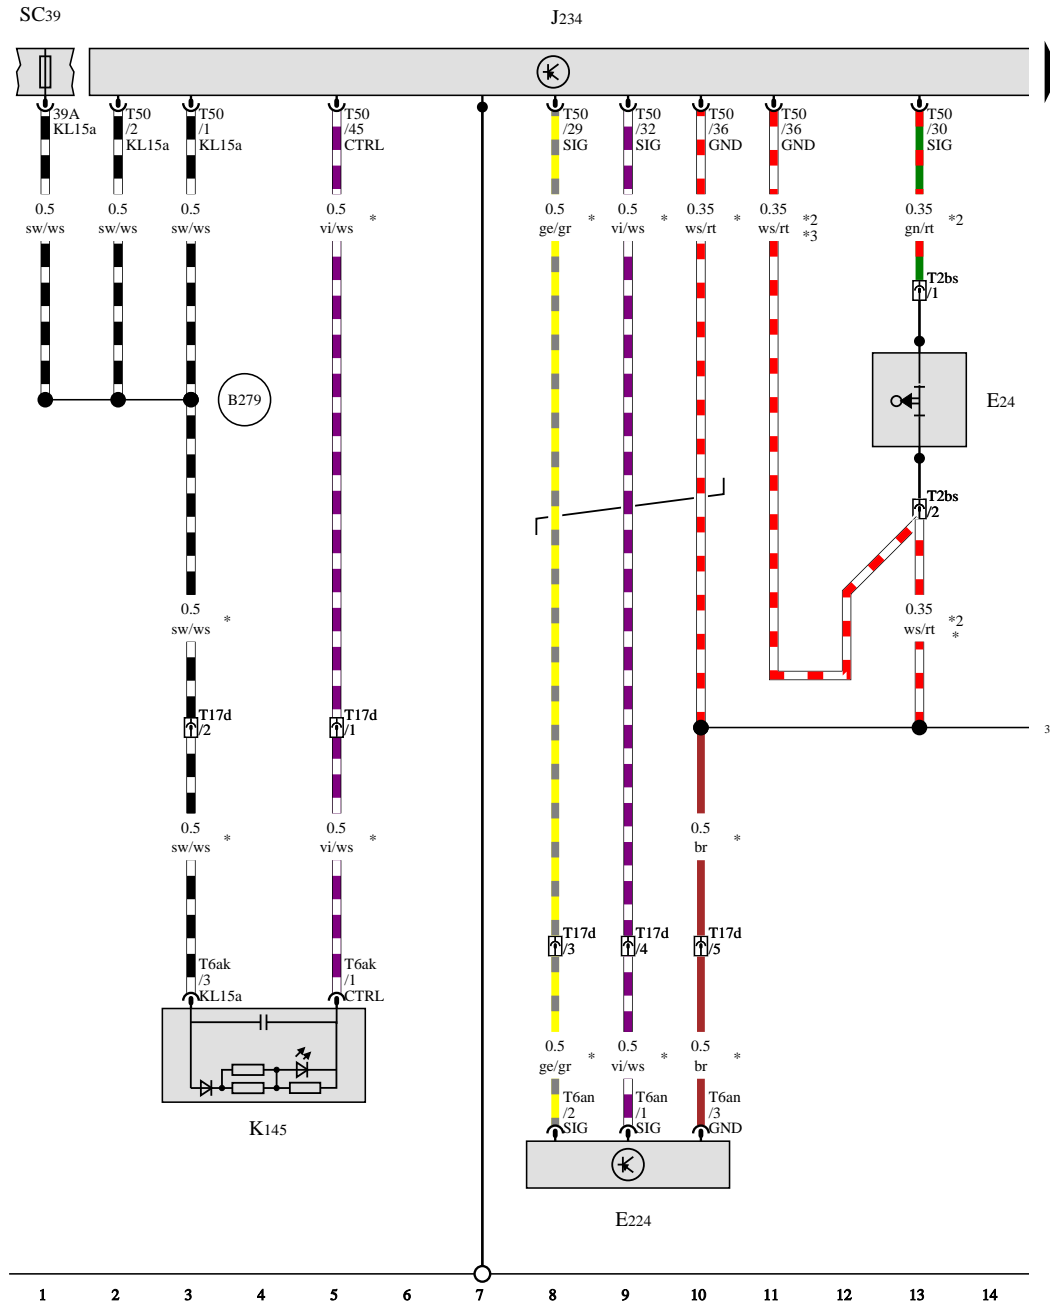 SC39
J234
39A
KL15a
T50
/2
KL15a
T50
/1
KL15a
T50
/45
CTRL
T50
/29
SIG
T50
/32
SIG
T50
/36
GND
T50
/36
GND
T50
/30
SIG
0.5
sw/ws
0.5
sw/ws
0.5
sw/ws
0.5
vi/ws
*
0.5
ge/gr
*
0.5
vi/ws
*
0.35
ws/rt
*
0.35
ws/rt
*2
*3
0.35
gn/rt
*2
T2bs
/1
B279
E24
T2bs
/2
0.5
sw/ws
*
0.35
ws/rt
*2
*
T17d
/2
T17d
/1
3
0.5
sw/ws
*
0.5
vi/ws
*
0.5
br
*
T17d
/3
T17d
/4
T17d
/5
T6ak
/3
KL15a
T6ak
/1
CTRL
0.5
ge/gr
*
0.5
vi/ws
*
0.5
br
*
T6an
/2
SIG
T6an
/1
SIG
T6an
/3
GND
K145
E224
1 2 3 4 5 6 7 8 9 10 11 12 13 14